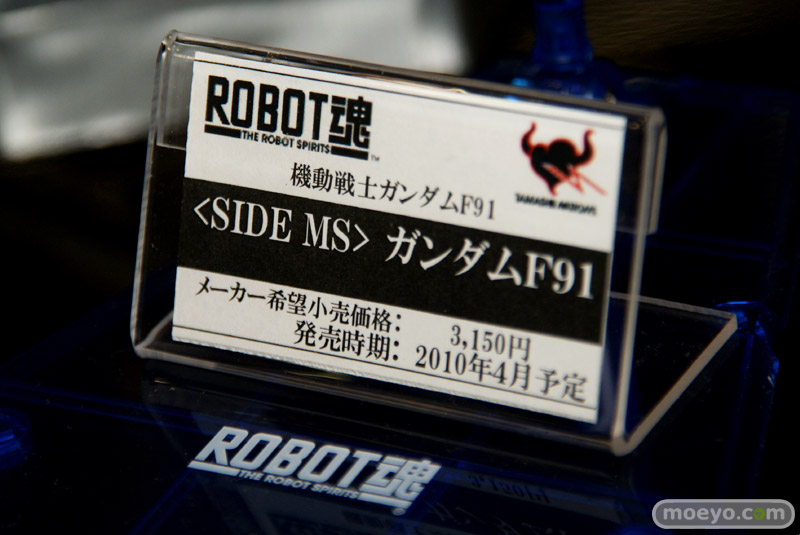 ROBOT魂
THE ROBOT SPIRITS
TM
TAMASHII NATIONS
機動戦士ガンダムF91
<SIDE MS> ガンダムF91
メーカー希望小売価格: 3,150円
発売時期: 2010年4月予定
ROBOT魂
THE ROBOT SPIRITS
moeyo.com